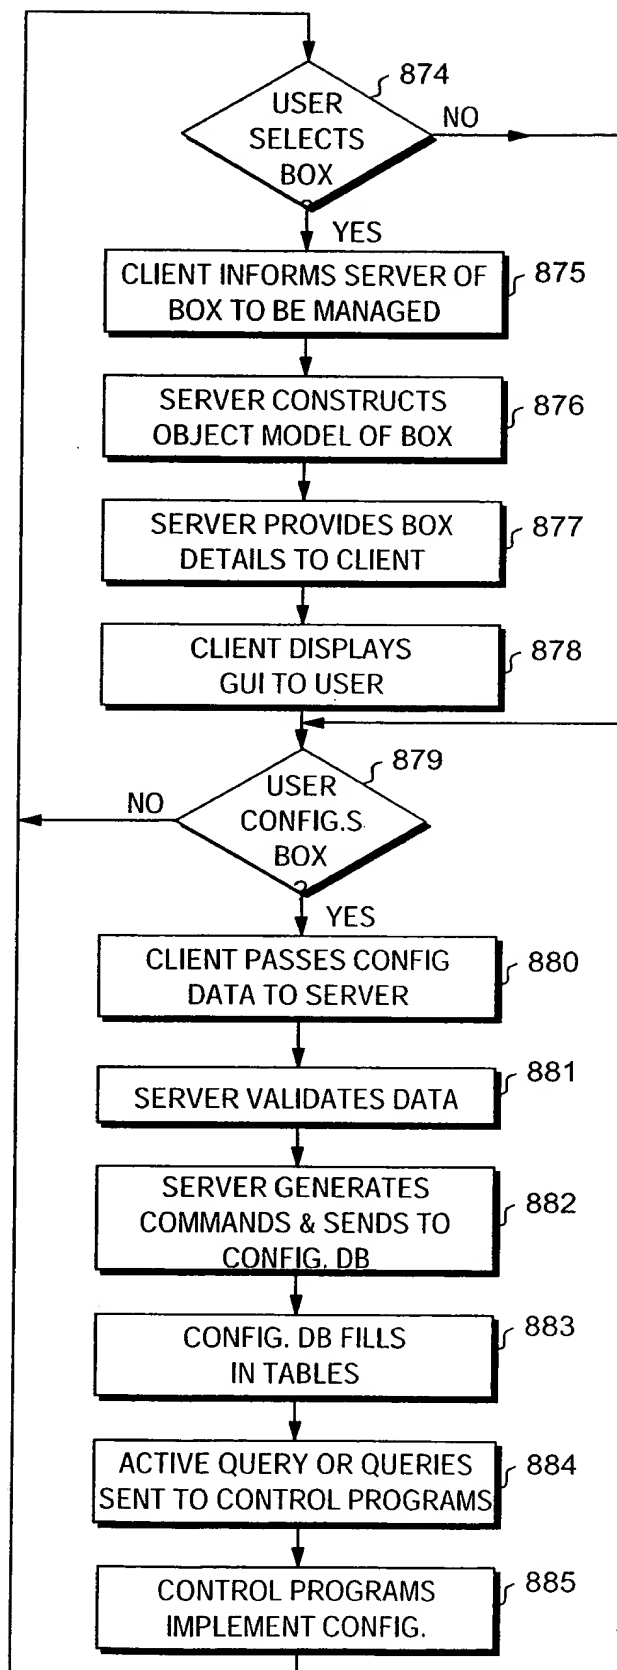 874
USER
SELECTS
BOX
?
NO
YES
CLIENT INFORMS SERVER OF
BOX TO BE MANAGED
875
SERVER CONSTRUCTS
OBJECT MODEL OF BOX
876
SERVER PROVIDES BOX
DETAILS TO CLIENT
877
CLIENT DISPLAYS
GUI TO USER
878
879
USER
CONFIG.S
BOX
?
NO
YES
CLIENT PASSES CONFIG
DATA TO SERVER
880
SERVER VALIDATES DATA
881
SERVER GENERATES
COMMANDS & SENDS TO
CONFIG. DB
882
CONFIG. DB FILLS
IN TABLES
883
ACTIVE QUERY OR QUERIES
SENT TO CONTROL PROGRAMS
884
CONTROL PROGRAMS
IMPLEMENT CONFIG.
885